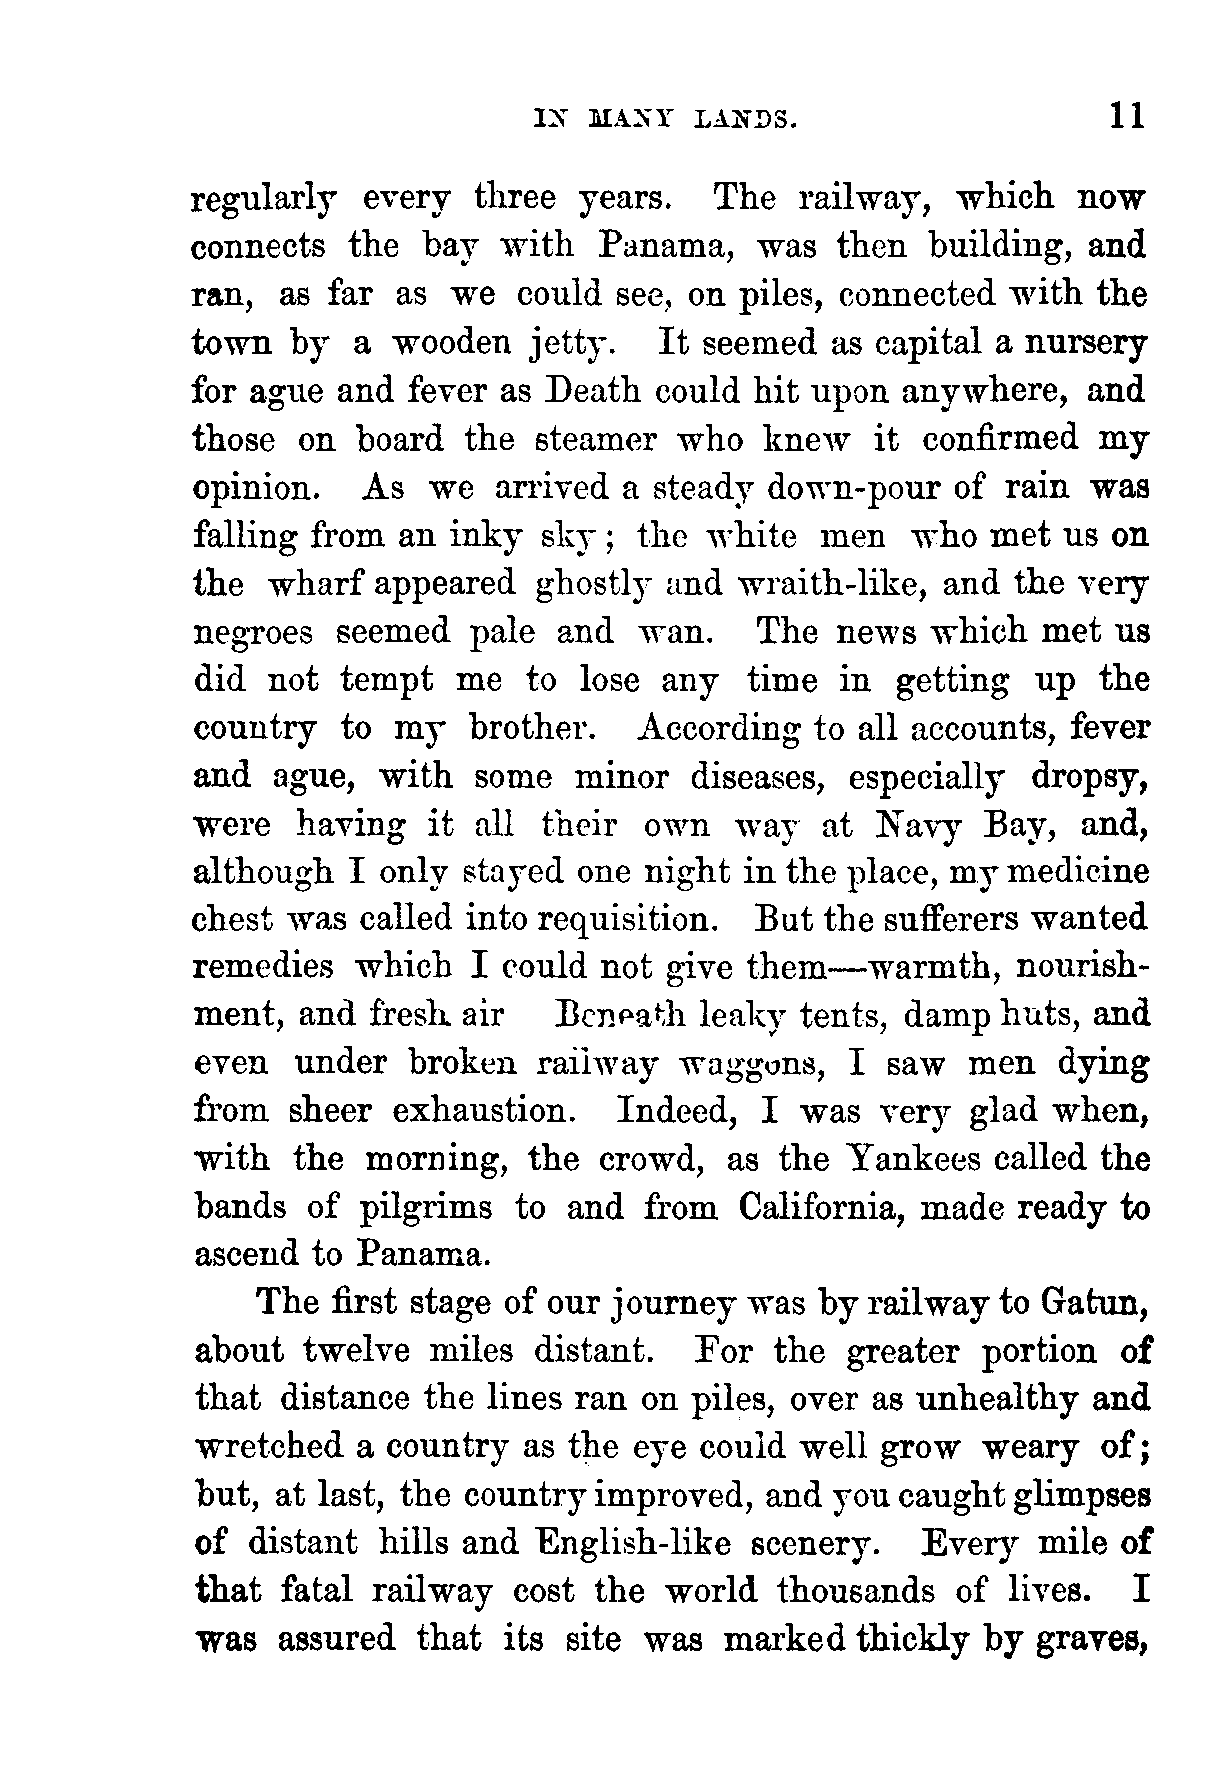 IN MANY LANDS. 11
regularly every three years. The railway, which now
connects the bay with Panama, was then building, and
ran, as far as we could see, on piles, connected with the
town by a wooden jetty. It seemed as capital a nursery
for ague and fever as Death could hit upon anywhere, and
those on board the steamer who knew it confirmed my
opinion. As we arrived a steady down-pour of rain was
falling from an inky sky; the white men who met us on
the wharf appeared ghostly and wraith-like, and the very
negroes seemed pale and wan. The news which met us
did not tempt me to lose any time in getting up the
country to my brother. According to all accounts, fever
and ague, with some minor diseases, especially dropsy,
were having it all their own way at Navy Bay, and,
although I only stayed one night in the place, my medicine
chest was called into requisition. But the sufferers wanted
remedies which I could not give them—warmth, nourish-
ment, and fresh air Beneath leaky tents, damp huts, and
even under broken railway waggons, I saw men dying
from sheer exhaustion. Indeed, I was very glad when,
with the morning, the crowd, as the Yankees called the
bands of pilgrims to and from California, made ready to
ascend to Panama.
The first stage of our journey was by railway to Gatun,
about twelve miles distant. For the greater portion of
that distance the lines ran on piles, over as unhealthy and
wretched a country as the eye could well grow weary of;
but, at last, the country improved, and you caught glimpses
of distant hills and English-like scenery. Every mile of
that fatal railway cost the world thousands of lives. I
was assured that its site was marked thickly by graves,